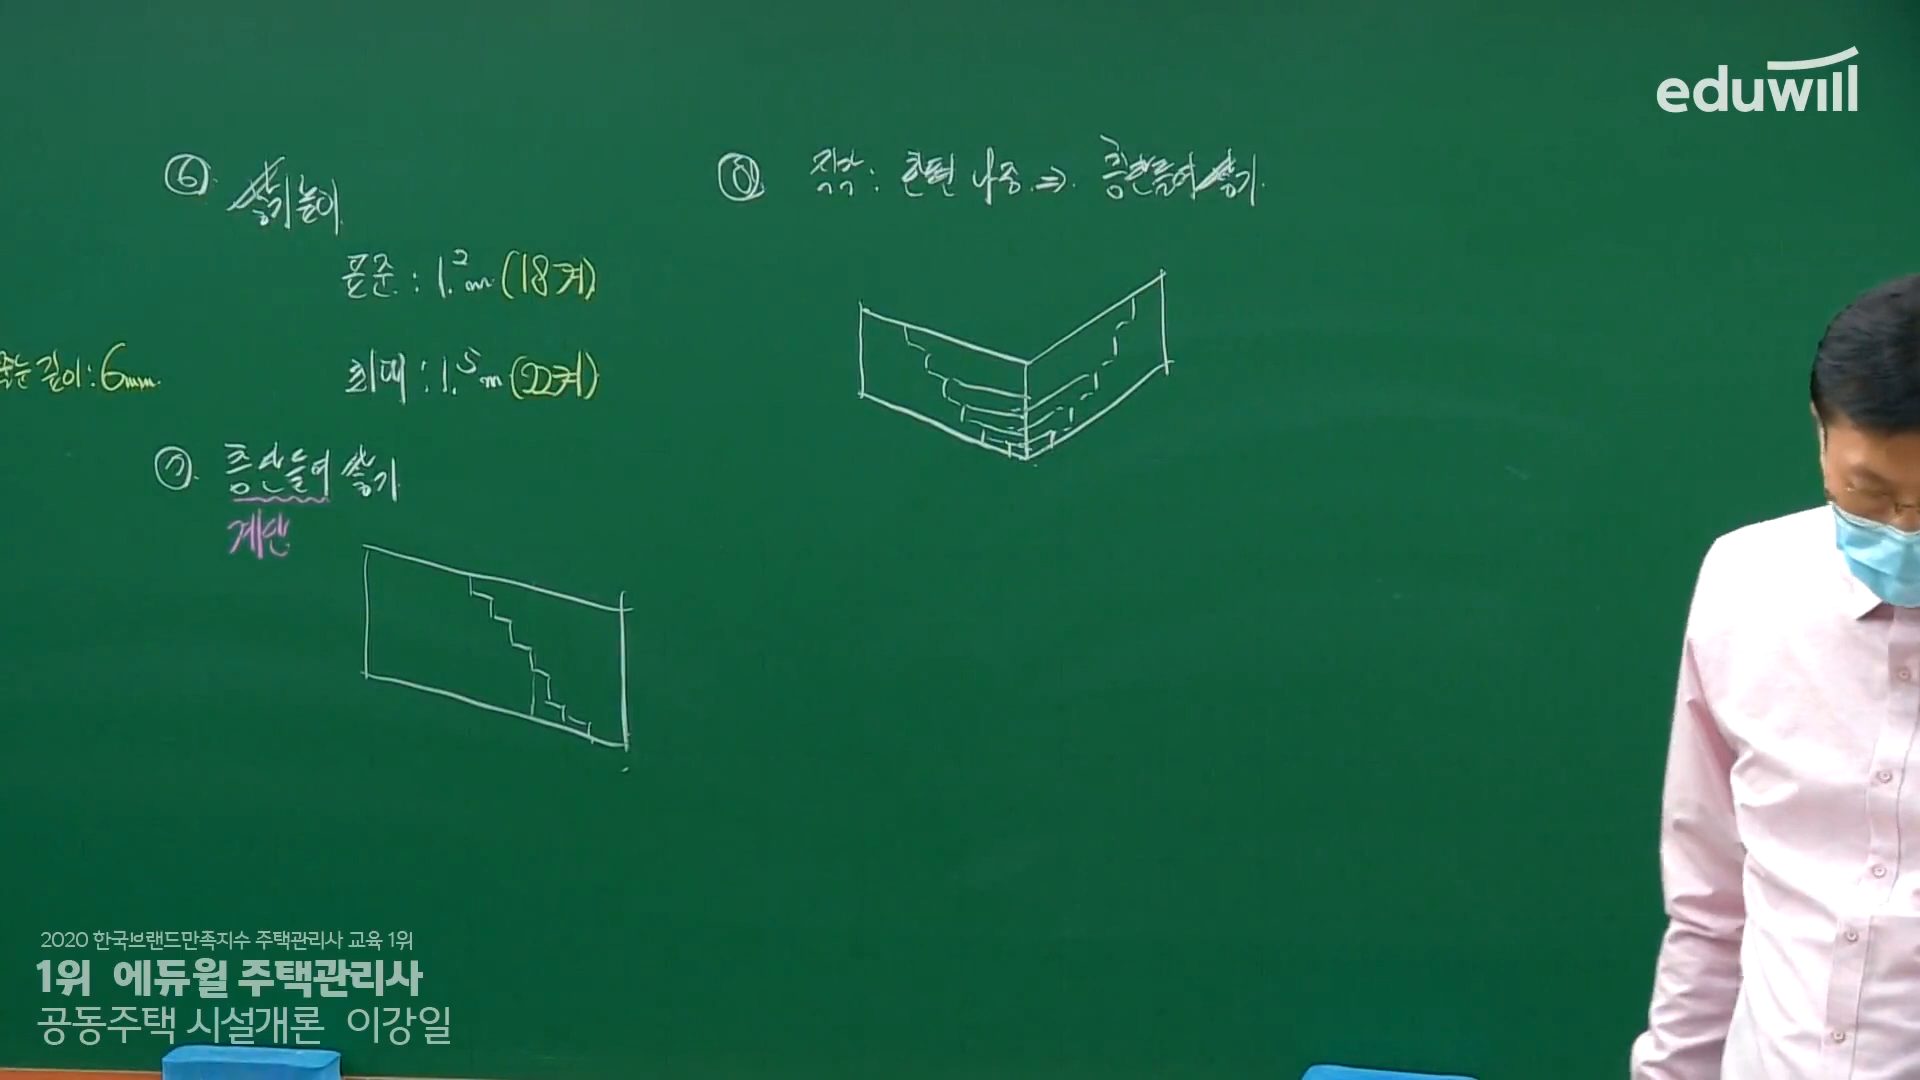 eduwill
⑥ 쌓기높이
표준 : 1.2m (18켜)
줄눈 깊이 : 6mm.
최대 : 1.5m (22켜)
⑦. 층단들여 쌓기
계단
⑧ 직각 : 한편 나중 ⇒ 층단들여쌓기.
2020 한국브랜드만족지수 주택관리사 교육 1위
1위 에듀윌 주택관리사
공동주택 시설개론 이강일